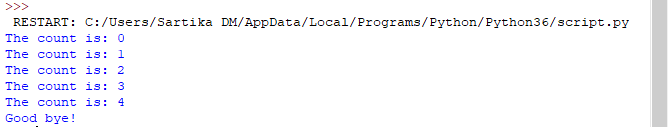 >>>
RESTART: C:/Users/Sartika DM/AppData/Local/Programs/Python/Python36/script.py
The count is: 0
The count is: 1
The count is: 2
The count is: 3
The count is: 4
Good bye!